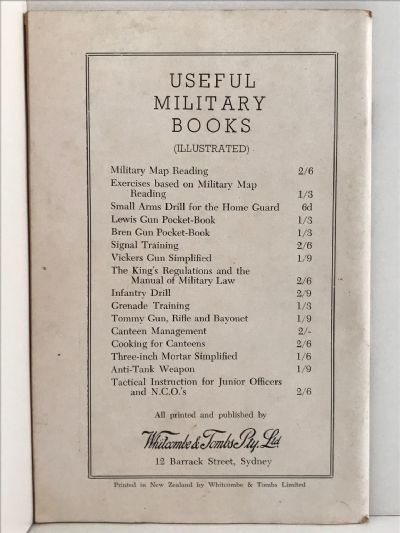 USEFUL
MILITARY
BOOKS
(ILLUSTRATED)
Military Map Reading 2/6
Exercises based on Military Map
Reading 1/3
Small Arms Drill for the Home Guard 6d
Lewis Gun Pocket-Book 1/3
Bren Gun Pocket-Book 1/3
Signal Training 2/6
Vickers Gun Simplified 1/9
The King's Regulations and the
Manual of Military Law 2/6
Infantry Drill 2/9
Grenade Training 1/3
Tommy Gun, Rifle and Bayonet 1/9
Canteen Management 2/-
Cooking for Canteens 2/6
Three-inch Mortar Simplified 1/6
Anti-Tank Weapon 1/9
Tactical Instruction for Junior Officers
and N.C.O.'s 2/6
All printed and published by
Whitcombe & Tombs Pty. Ltd
12 Barrack Street, Sydney
Printed in New Zealand by Whitcombe & Tombs Limited